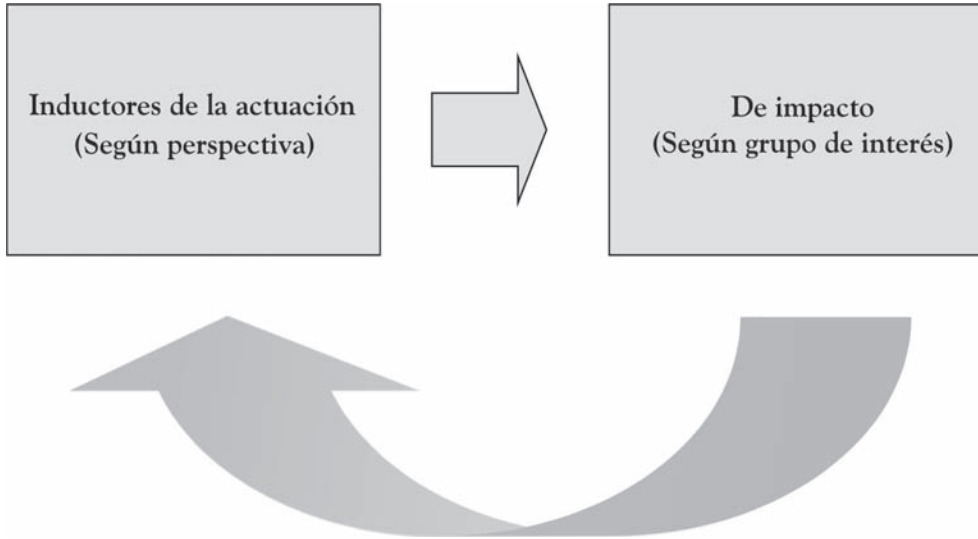 Inductores de la actuación
(Según perspectiva)
De impacto
(Según grupo de interés)